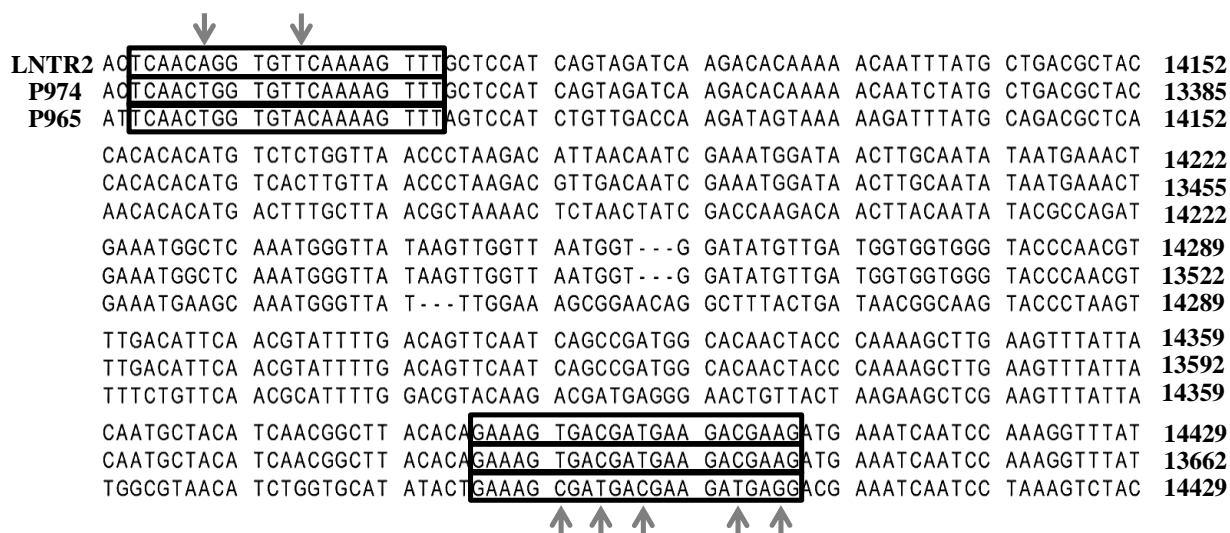 LNTR2 ACTCAACAGG TGTTCAAAAG TTTGCTCCAT CAGTAGATCA AGACACAAAA ACAATTTATG CTGACGCTAC 14152
P974 ACTCAACTGG TGTTCAAAAG TTTGCTCCAT CAGTAGATCA AGACACAAAA ACAATCTATG CTGACGCTAC 13385
P965 ATTCAACTGG TGTACAAAAG TTTAGTCCAT CTGTTGACCA AGATAGTAAA AAGATTTATG CAGACGCTCA 14152
CACACACATG TCTCTGGTTA ACCCTAAGAC ATTAACAATC GAAATGGATA ACTTGCAATA TAATGAAACT 14222
CACACACATG TCACTTGTTA ACCCTAAGAC GTTGACAATC GAAATGGATA ACTTGCAATA TAATGAAACT 13455
AACACACATG ACTTTGCTTA ACGCTAAAAC TCTAACTATC GACCAAGACA ACTTACAATA TACGCCAGAT 14222
GAAATGGCTC AAATGGGTTA TAAGTTGGTT AATGGT---G GATATGTTGA TGGTGGTGGG TACCCAACGT 14289
GAAATGGCTC AAATGGGTTA TAAGTTGGTT AATGGT---G GATATGTTGA TGGTGGTGGG TACCCAACGT 13522
GAAATGAAGC AAATGGGTTA T---TTGGAA AGCGGAACAG GCTTTACTGA TAACGGCAAG TACCCTAAGT 14289
TTGACATTCA ACGTATTTTG ACAGTTCAAT CAGCCGATGG CACAACTACC CAAAAGCTTG AAGTTTATTA 14359
TTGACATTCA ACGTATTTTG ACAGTTCAAT CAGCCGATGG CACAACTACC CAAAAGCTTG AAGTTTATTA 13592
TTTCTGTTCA ACGCATTTTG GACGTACAAG ACGATGAGGG AACTGTTACT AAGAAGCTCG AAGTTTATTA 14359
CAATGCTACA TCAACGGCTT ACACAGAAAG TGACGATGAA GACGAAGATG AAATCAATCC AAAGGTTTAT 14429
CAATGCTACA TCAACGGCTT ACACAGAAAG TGACGATGAA GACGAAGATG AAATCAATCC AAAGGTTTAT 13662
TGGCGTAACA TCTGGTGCAT ATACTGAAAG CGATGACGAA GATGAGGACG AAATCAATCC TAAAGTCTAC 14429